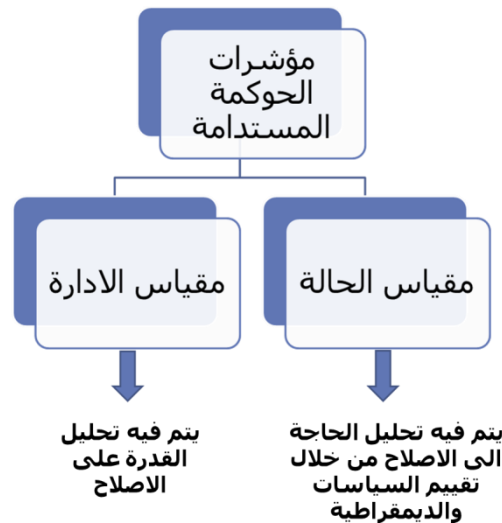 مؤشرات
الحوكمة
المستدامة
مقياس الحالة
مقياس الادارة
يتم فيه تحليل الحاجة
الى الاصلاح من خلال
تقييم السياسات
والديمقراطية
يتم فيه تحليل
القدرة على
الاصلاح